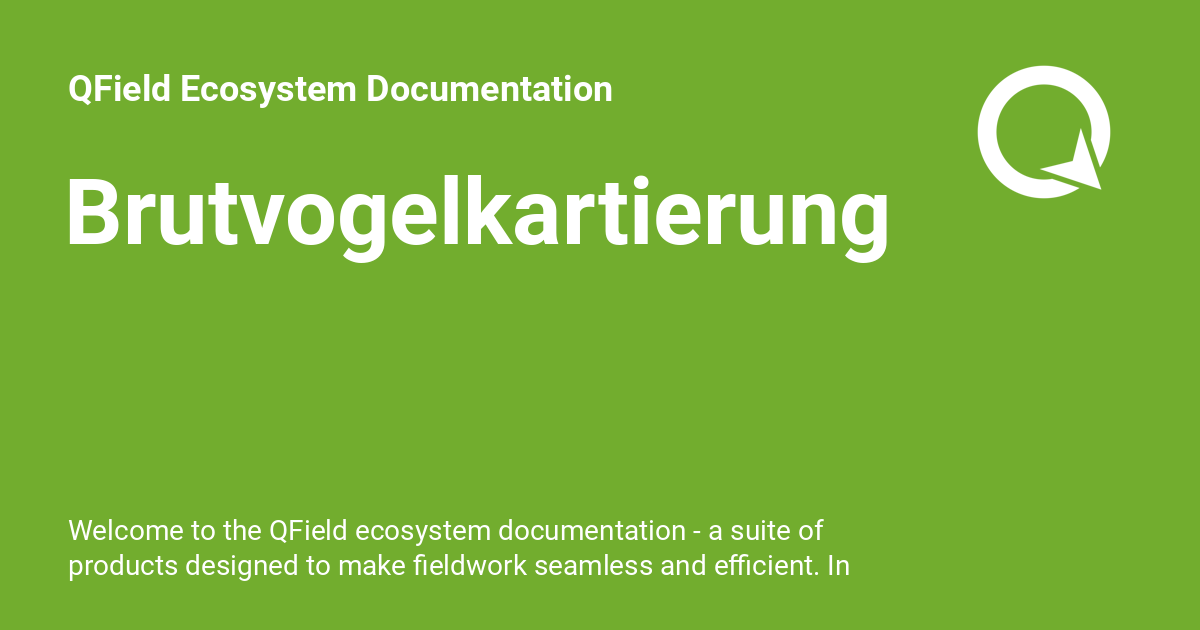 QField Ecosystem Documentation
Brutvogelkartierung
Welcome to the QField ecosystem documentation - a suite of
products designed to make fieldwork seamless and efficient. In